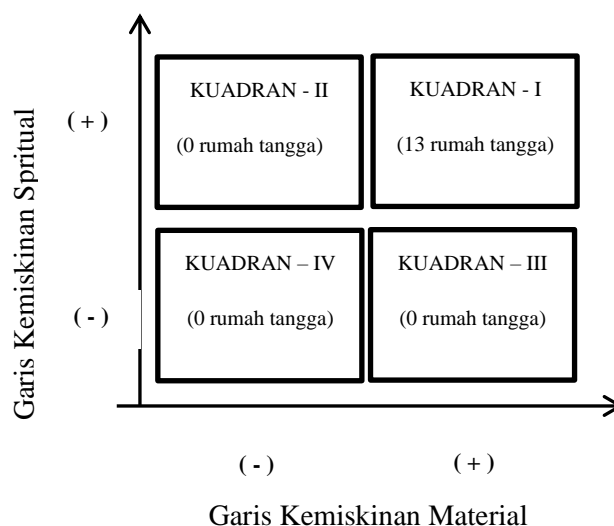 Garis Kemiskinan Spritual
( + )
KUADRAN - II
(0 rumah tangga)
KUADRAN - I
(13 rumah tangga)
( - )
KUADRAN – IV
(0 rumah tangga)
KUADRAN – III
(0 rumah tangga)
( - )
( + )
Garis Kemiskinan Material